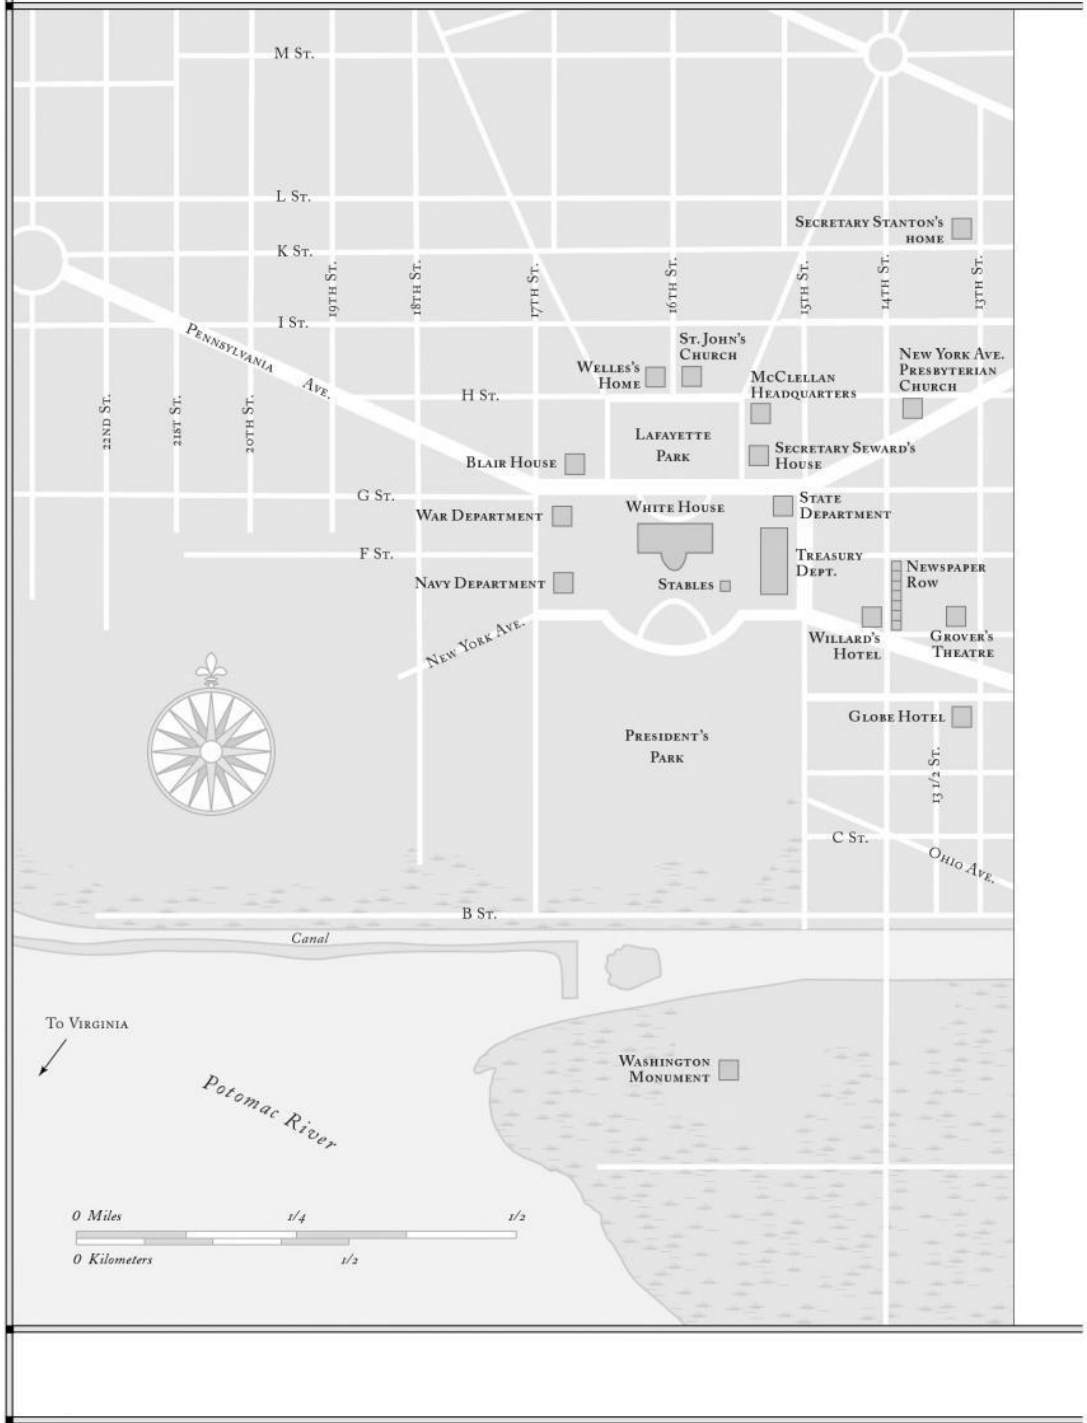 M St.
L St.
Secretary Stanton's
home
K St.
19th St.
18th St.
17th St.
16th St.
15th St.
14th St.
13th St.
I St.
Pennsylvania
Ave.
St. John's
Church
Welles's
Home
New York Ave.
Presbyterian
Church
McClellan
Headquarters
22nd St.
21st St.
20th St.
H St.
Lafayette
Park
Blair House
Secretary Seward's
House
G St.
War Department
White House
State
Department
F St.
Treasury
Dept.
Newspaper
Row
Navy Department
Stables
New York Ave.
Willard's
Hotel
Grover's
Theatre
Globe Hotel
President's
Park
13 1/2 St.
C St.
Ohio Ave.
B St.
Canal
To Virginia
Washington
Monument
Potomac River
0 Miles
1/4
1/2
0 Kilometers
1/2